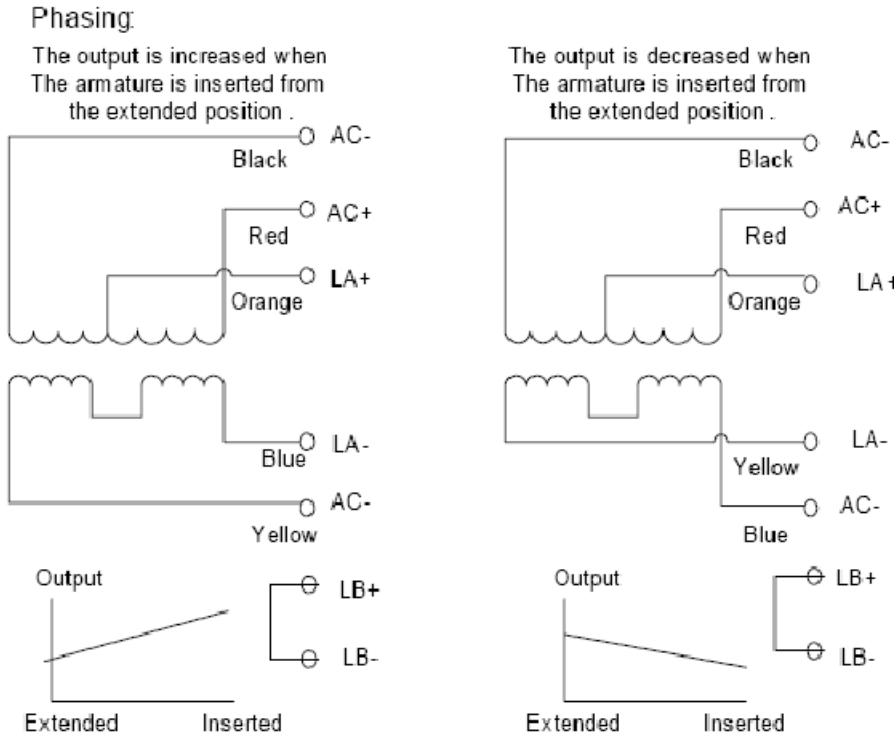 Phasing:
The output is increased when
The armature is inserted from
the extended position .
AC-
Black
AC+
Red
LA+
Orange
LA-
Blue
AC-
Yellow
Output
LB+
LB-
Extended
Inserted
The output is decreased when
The armature is inserted from
the extended position .
AC-
Black
AC+
Red
LA+
Orange
LA-
Yellow
AC-
Blue
Output
LB+
LB-
Extended
Inserted